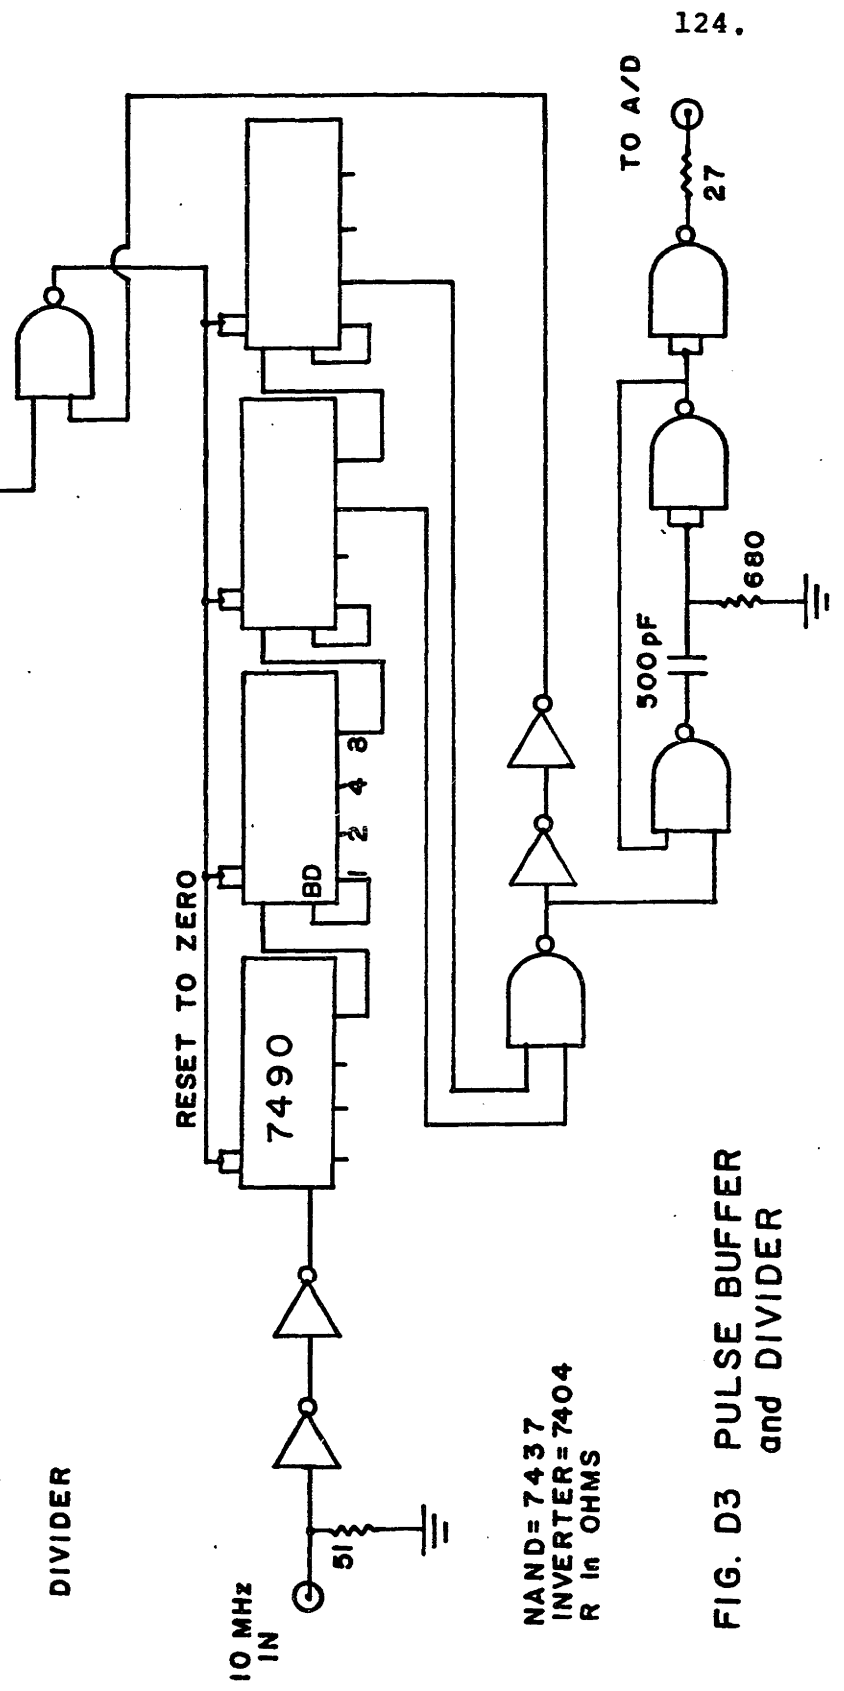 124.
DIVIDER
10 MHz
IN
51
RESET TO ZERO
7490
BD
1 2 4 8
500pF
680
27
TO A/D
NAND=7437
INVERTER=7404
R in OHMS
FIG. D3 PULSE BUFFER
and DIVIDER